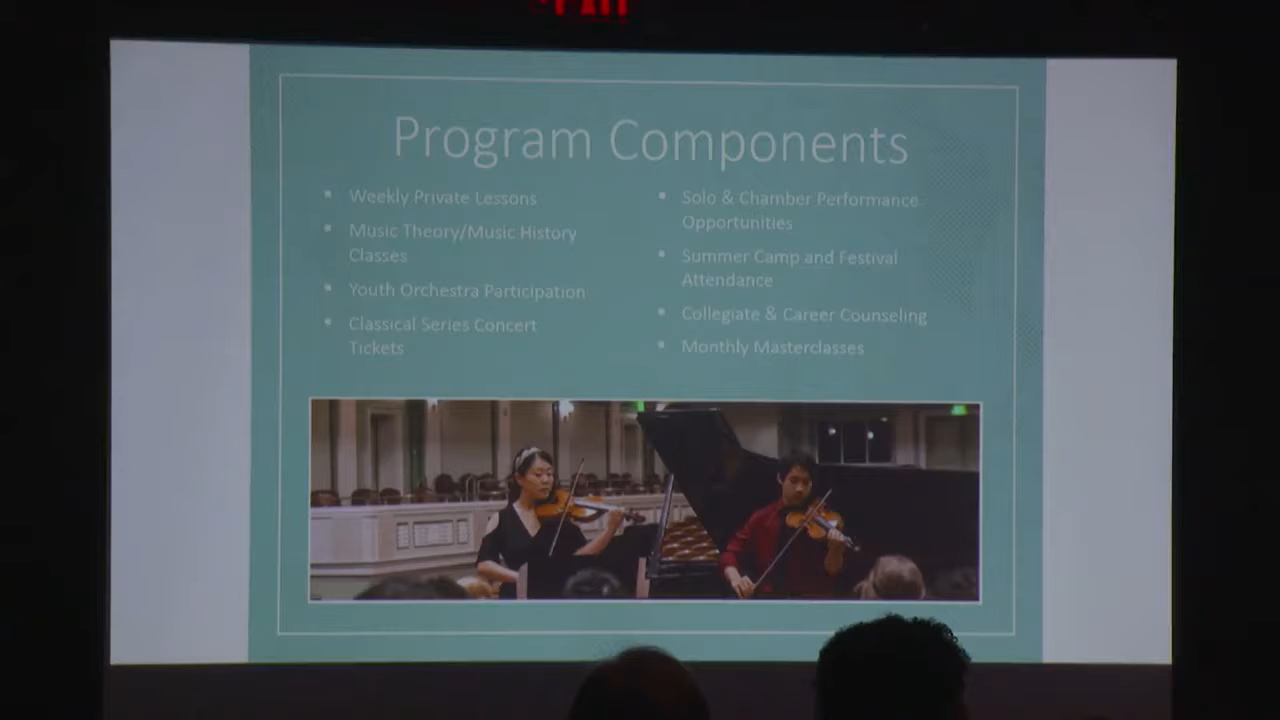 Program Components
Weekly Private Lessons
Music Theory/Music History
Classes
Youth Orchestra Participation
Classical Series Concert
Tickets
Solo & Chamber Performance
Opportunities
Summer Camp and Festival
Attendance
Collegiate & Career Counseling
Monthly Masterclasses